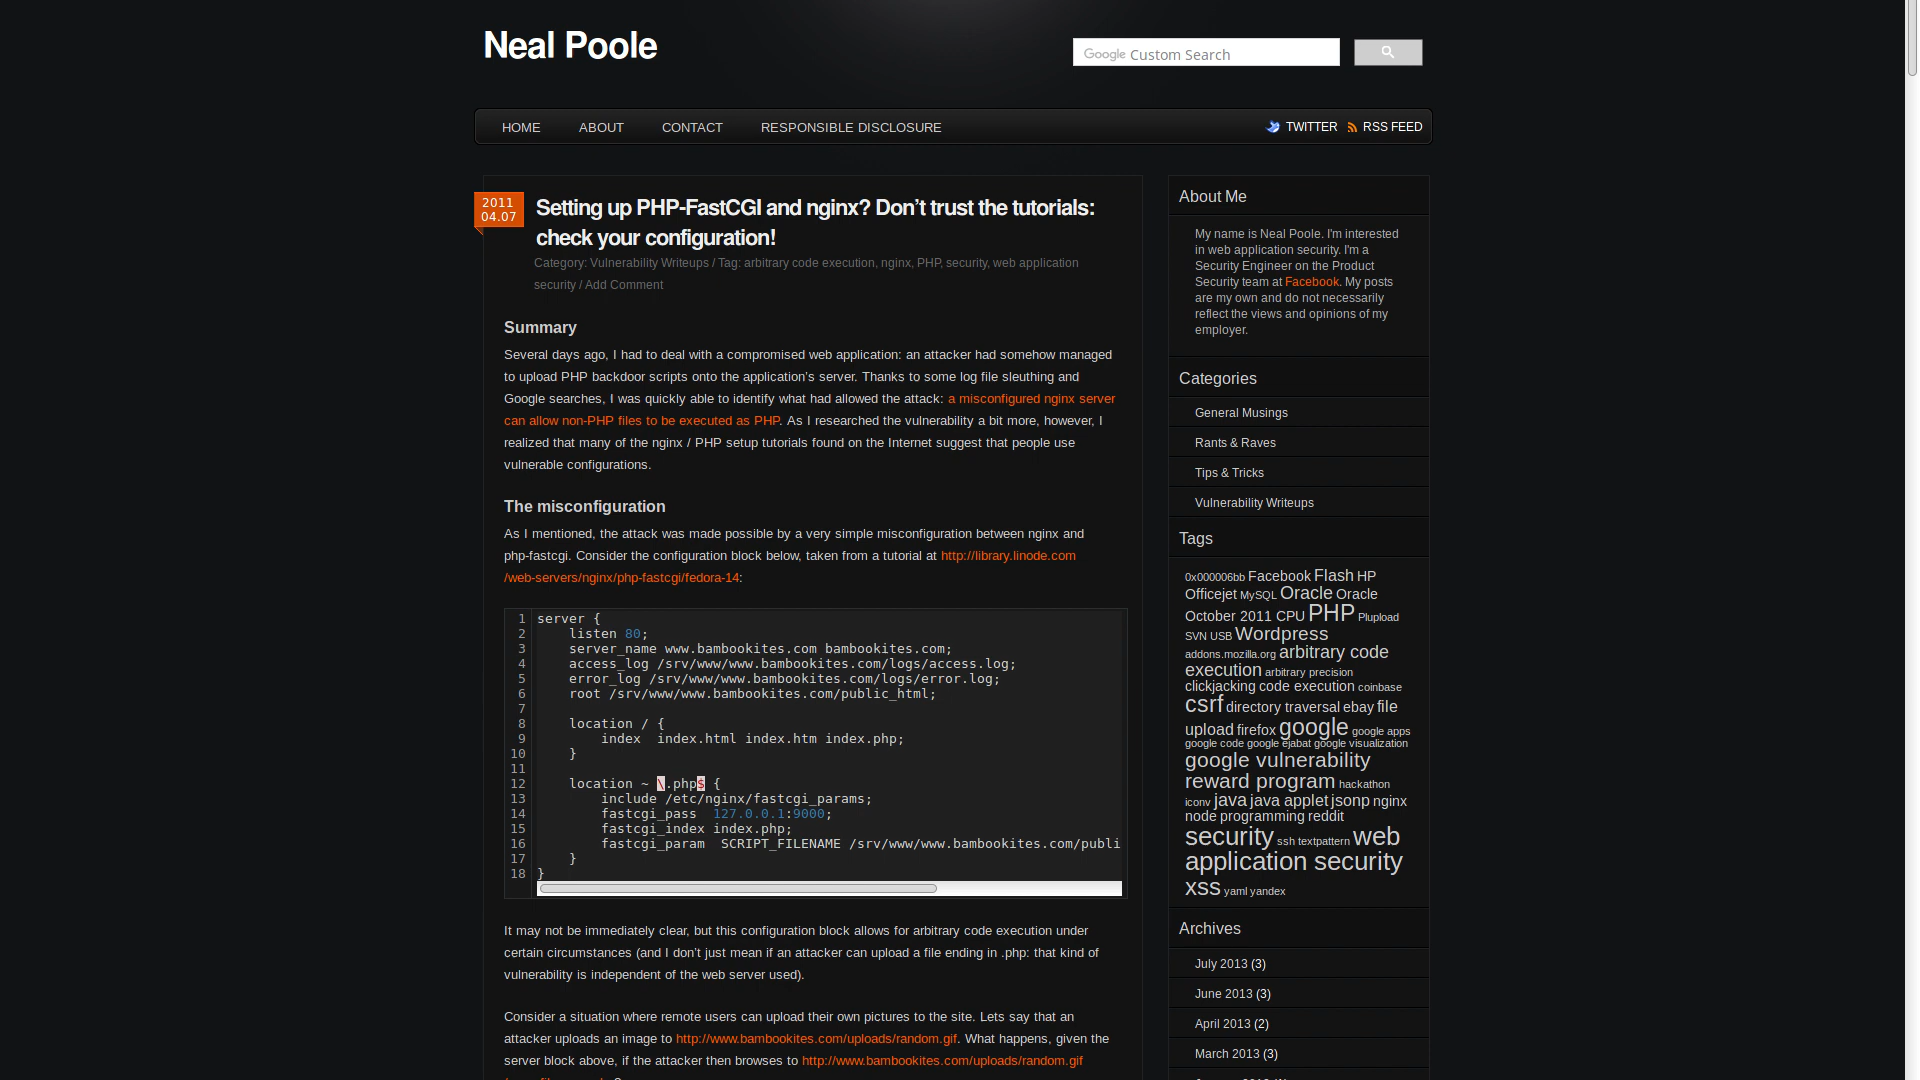 Neal Poole
Google Custom Search
HOME ABOUT CONTACT RESPONSIBLE DISCLOSURE
TWITTER RSS FEED
2011
04.07
Setting up PHP-FastCGI and nginx? Don’t trust the tutorials:
check your configuration!
Category: Vulnerability Writeups / Tag: arbitrary code execution, nginx, PHP, security, web application
security / Add Comment
Summary
Several days ago, I had to deal with a compromised web application: an attacker had somehow managed
to upload PHP backdoor scripts onto the application’s server. Thanks to some log file sleuthing and
Google searches, I was quickly able to identify what had allowed the attack: a misconfigured nginx server
can allow non-PHP files to be executed as PHP. As I researched the vulnerability a bit more, however, I
realized that many of the nginx / PHP setup tutorials found on the Internet suggest that people use
vulnerable configurations.
The misconfiguration
As I mentioned, the attack was made possible by a very simple misconfiguration between nginx and
php-fastcgi. Consider the configuration block below, taken from a tutorial at http://library.linode.com
/web-servers/nginx/php-fastcgi/fedora-14:
1 server {
2     listen 80;
3     server_name www.bambookites.com bambookites.com;
4     access_log /srv/www/www.bambookites.com/logs/access.log;
5     error_log /srv/www/www.bambookites.com/logs/error.log;
6     root /srv/www/www.bambookites.com/public_html;
7
8     location / {
9         index  index.html index.htm index.php;
10     }
11
12     location ~ \.php$ {
13         include /etc/nginx/fastcgi_params;
14         fastcgi_pass  127.0.0.1:9000;
15         fastcgi_index index.php;
16         fastcgi_param  SCRIPT_FILENAME /srv/www/www.bambookites.com/publi
17     }
18 }
It may not be immediately clear, but this configuration block allows for arbitrary code execution under
certain circumstances (and I don’t just mean if an attacker can upload a file ending in .php: that kind of
vulnerability is independent of the web server used).
Consider a situation where remote users can upload their own pictures to the site. Lets say that an
attacker uploads an image to http://www.bambookites.com/uploads/random.gif. What happens, given the
server block above, if the attacker then browses to http://www.bambookites.com/uploads/random.gif
About Me
My name is Neal Poole. I'm interested
in web application security. I'm a
Security Engineer on the Product
Security team at Facebook. My posts
are my own and do not necessarily
reflect the views and opinions of my
employer.
Categories
General Musings
Rants & Raves
Tips & Tricks
Vulnerability Writeups
Tags
0x000006bb Facebook Flash HP
Officejet MySQL Oracle Oracle
October 2011 CPU PHP Plupload
SVN USB Wordpress
addons.mozilla.org arbitrary code
execution arbitrary precision
clickjacking code execution coinbase
csrf directory traversal ebay file
upload firefox google google apps
google code google ejabat google visualization
google vulnerability
reward program hackathon
iconv java java applet jsonp nginx
node programming reddit
security ssh textpattern web
application security
xss yaml yandex
Archives
July 2013 (3)
June 2013 (3)
April 2013 (2)
March 2013 (3)